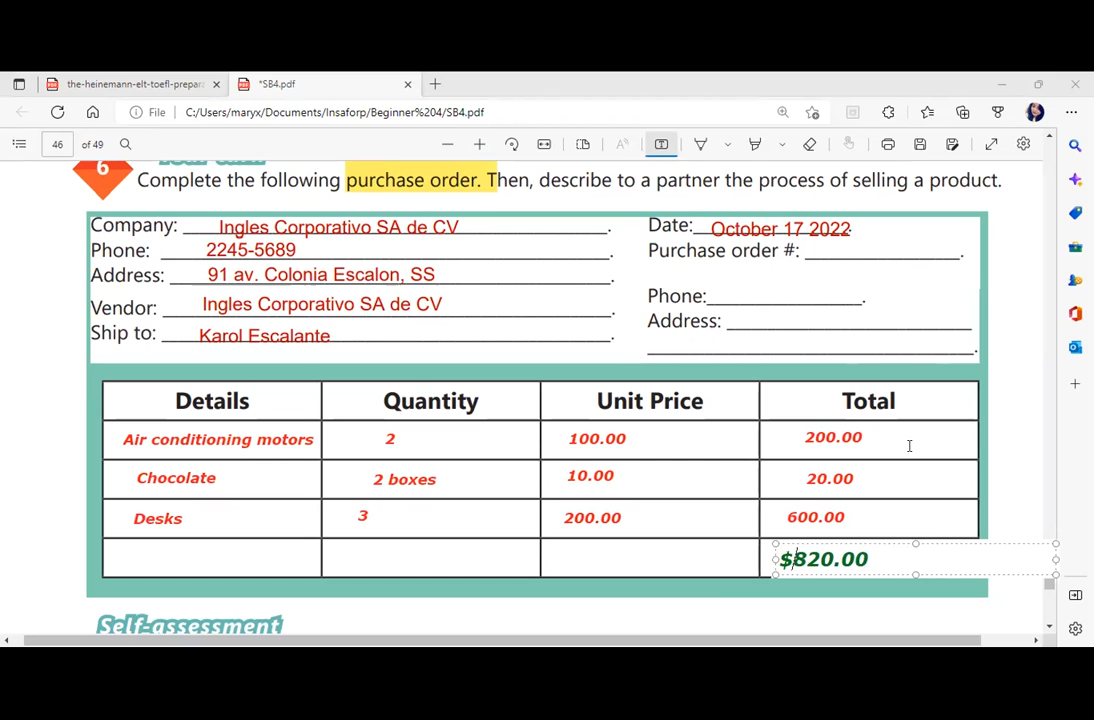 the-heinemann-elt-toefl-prepara
*SB4.pdf
File C:/Users/maryx/Documents/Insaforp/Beginner%204/SB4.pdf
46 of 49
6 Complete the following purchase order. Then, describe to a partner the process of selling a product.
Company: Ingles Corporativo SA de CV
Date: October 17 2022
Phone: 2245-5689
Purchase order #:
Address: 91 av. Colonia Escalon, SS
Phone:
Vendor: Ingles Corporativo SA de CV
Address:
Ship to: Karol Escalante
Details Quantity Unit Price Total
Air conditioning motors 2 100.00 200.00
Chocolate 2 boxes 10.00 20.00
Desks 3 200.00 600.00
$820.00
Self-assessment